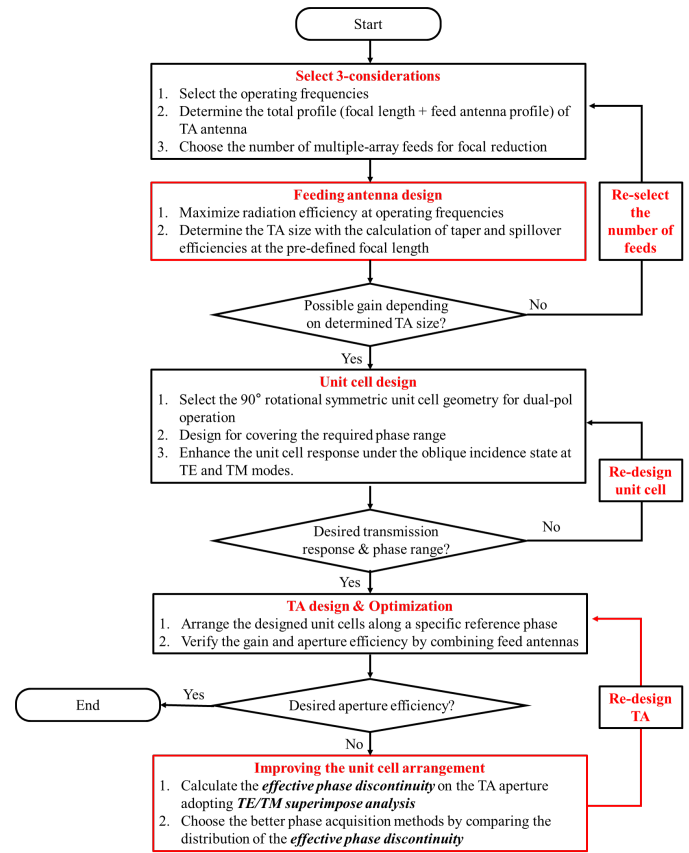 Start
Select 3-considerations
1. Select the operating frequencies
2. Determine the total profile (focal length + feed antenna profile) of
TA antenna
3. Choose the number of multiple-array feeds for focal reduction
Re-select
the
number of
feeds
Feeding antenna design
1. Maximize radiation efficiency at operating frequencies
2. Determine the TA size with the calculation of taper and spillover
efficiencies at the pre-defined focal length
Possible gain depending
on determined TA size?
No
Yes
Unit cell design
1. Select the 90° rotational symmetric unit cell geometry for dual-pol
operation
2. Design for covering the required phase range
3. Enhance the unit cell response under the oblique incidence state at
TE and TM modes.
Re-design
unit cell
Desired transmission
response & phase range?
No
Yes
TA design & Optimization
1. Arrange the designed unit cells along a specific reference phase
2. Verify the gain and aperture efficiency by combining feed antennas
End
Yes
Desired aperture efficiency?
Re-design
TA
No
Improving the unit cell arrangement
1. Calculate the effective phase discontinuity on the TA aperture
adopting TE/TM superimpose analysis
2. Choose the better phase acquisition methods by comparing the
distribution of the effective phase discontinuity